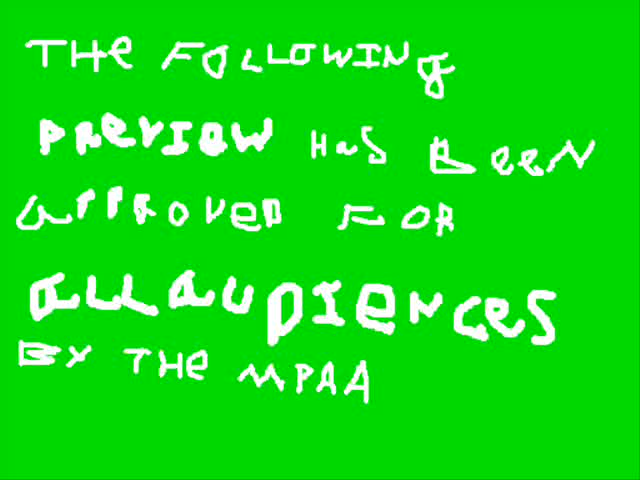 THE FOLLOWING
PREVIEW HAS BEEN
APPROVED FOR
ALL AUDIENCES
BY THE MPAA